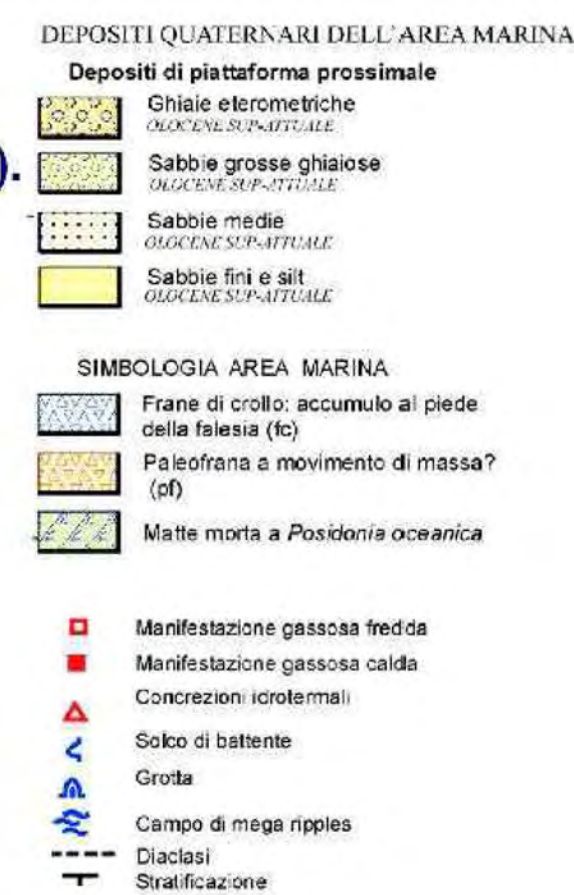 DEPOSITI QUATERNARI DELL'AREA MARINA
Depositi di piattaforma prossimale
Ghiaie eterometriche
OLOCENE SUP-ATTUALE
).
Sabbie grosse ghiaiose
OLOCENE SUP-ATTUALE
Sabbie medie
OLOCENE SUP-ATTUALE
Sabbie fini e silt
OLOCENE SUP-ATTUALE
SIMBOLOGIA AREA MARINA
Frane di crollo: accumulo al piede
della falesia (fc)
Paleofrana a movimento di massa?
(pf)
Matte morta a Posidonia oceanica
Manifestazione gassosa fredda
Manifestazione gassosa calda
Concrezioni idrotermali
Solco di battente
Grotta
Campo di mega ripples
Diaclasi
Stratificazione